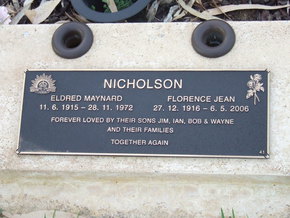 NICHOLSON
ELDRED MAYNARD FLORENCE JEAN
11. 6. 1915 – 28. 11. 1972 27. 12. 1916 – 6. 5. 2006
FOREVER LOVED BY THEIR SONS JIM, IAN, BOB & WAYNE
AND THEIR FAMILIES
TOGETHER AGAIN